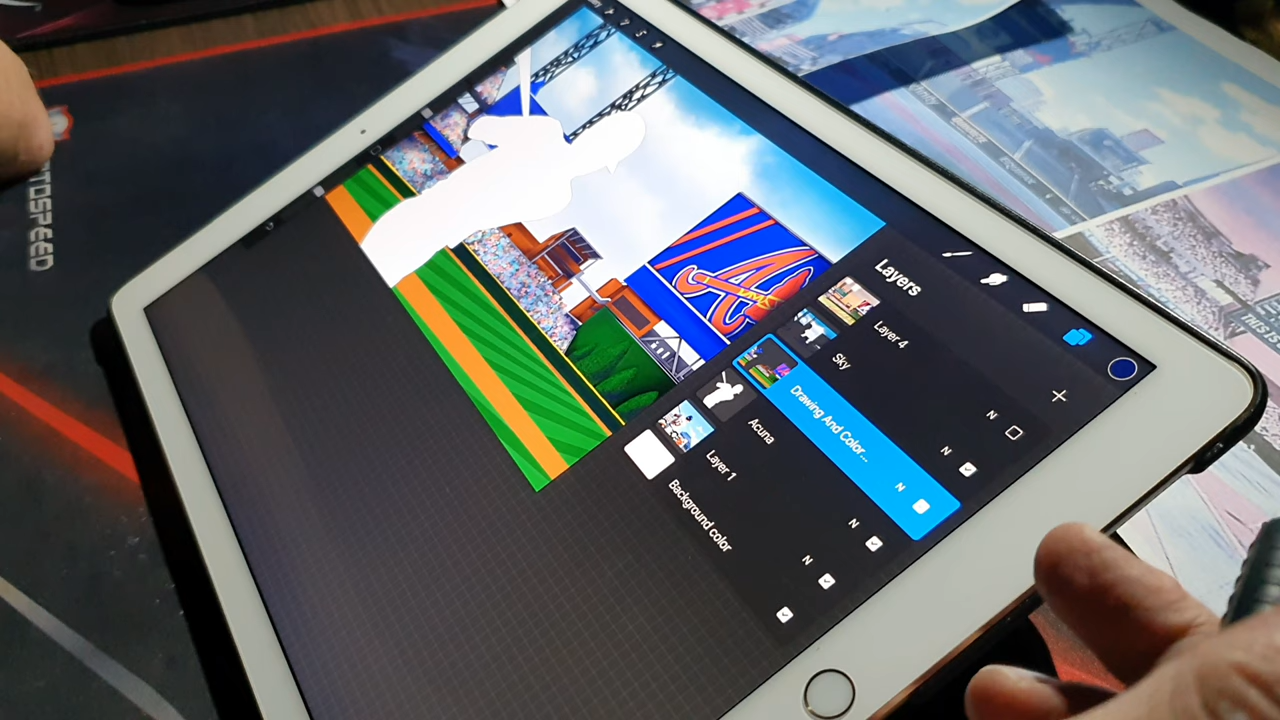 Layers
Layer 4
N
Sky
N
Drawing And Color...
N
Acuna
N
Layer 1
N
Background color
A